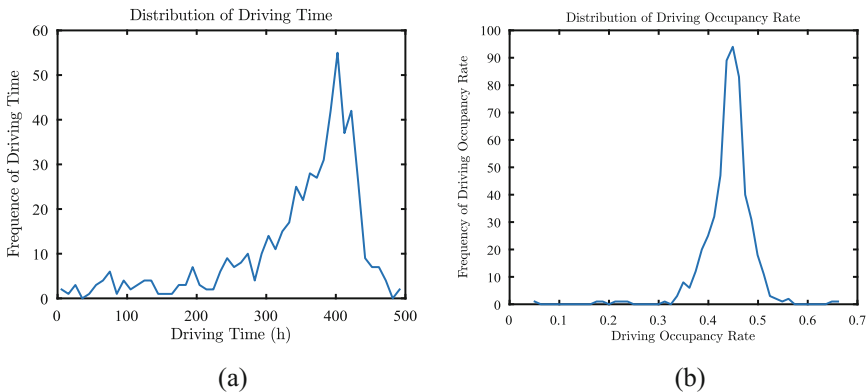 Distribution of Driving Time
60
50
40
30
20
10
0
Frequence of Driving Time
0 100 200 300 400 500
Driving Time (h)
(a)
Distribution of Driving Occupancy Rate
100
90
80
70
60
50
40
30
20
10
0
Frequency of Driving Occupancy Rate
0 0.1 0.2 0.3 0.4 0.5 0.6 0.7
Driving Occupancy Rate
(b)